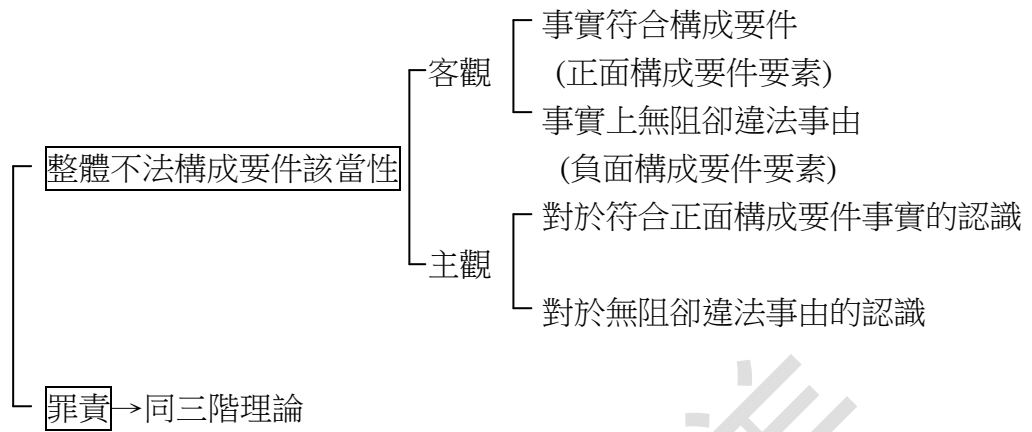 事實符合構成要件
客觀
(正面構成要件要素)
事實上無阻卻違法事由
整體不法構成要件該當性
(負面構成要件要素)
對於符合正面構成要件事實的認識
主觀
對於無阻卻違法事由的認識
罪責→同三階理論